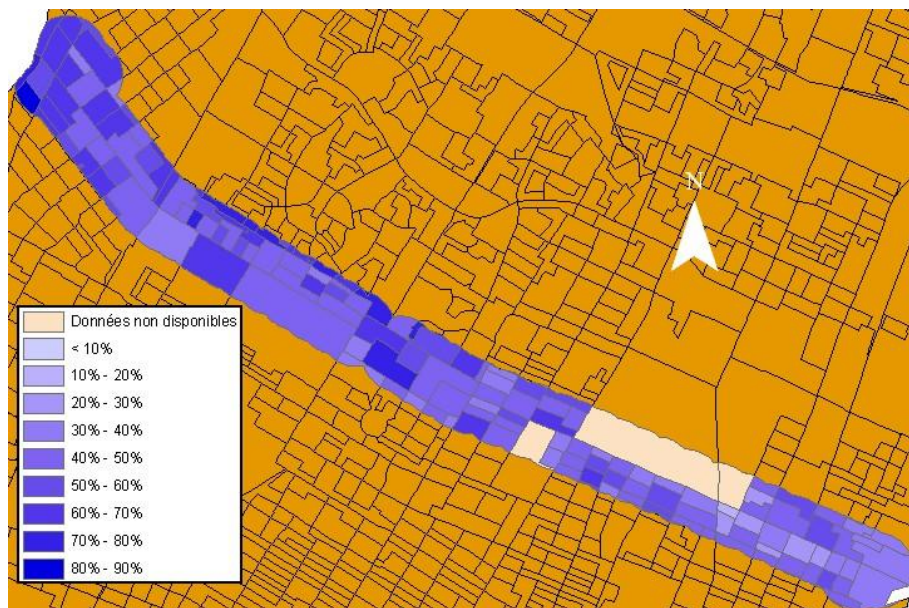 N
Données non disponibles
< 10%
10% - 20%
20% - 30%
30% - 40%
40% - 50%
50% - 60%
60% - 70%
70% - 80%
80% - 90%